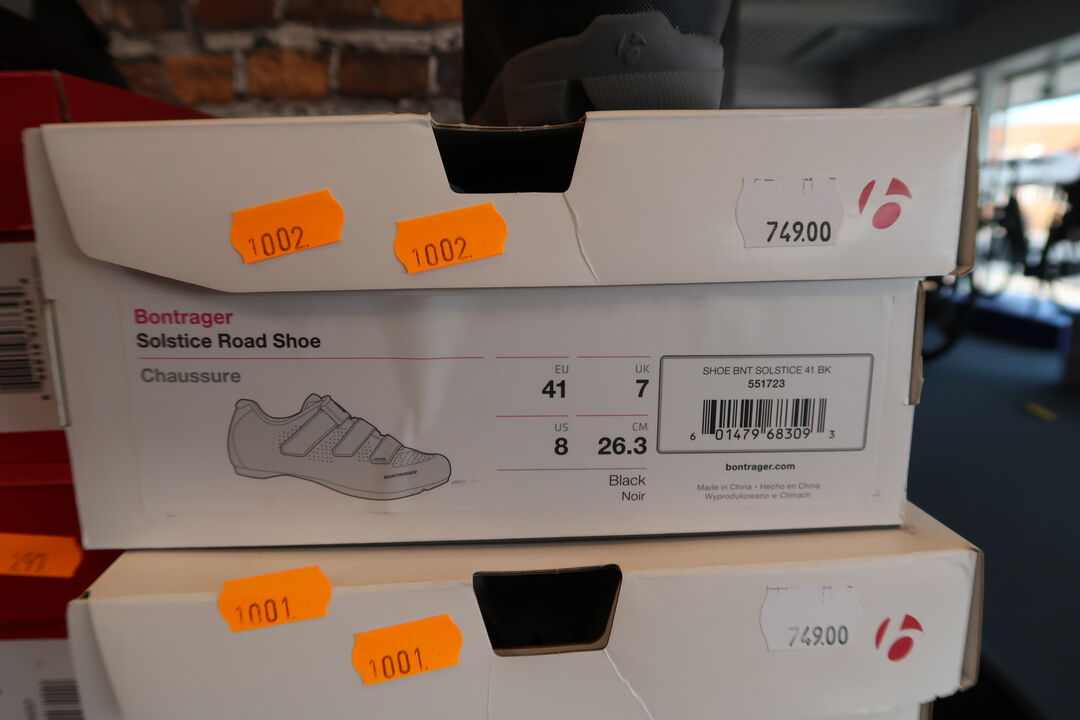 1002.
1002.
749.00
Bontrager
Solstice Road Shoe
Chaussure
BONTRAGER
EU
41
UK
7
US
8
CM
26.3
Black
Noir
SHOE BNT SOLSTICE 41 BK
551723
6 01479 68309 3
bontrager.com
Made in China • Hecho en China
Wyprodukowano w Chinach
297
1001.
1001.
749.00